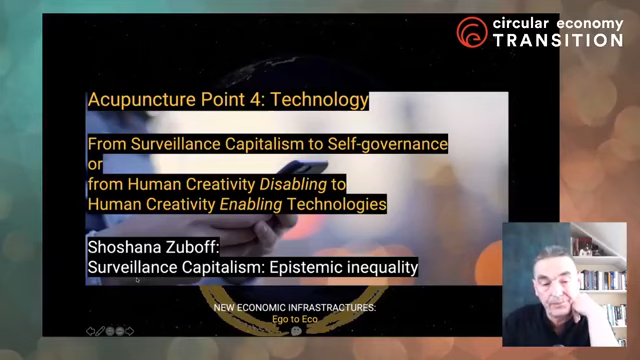 circular economy
TRANSITION
Acupuncture Point 4: Technology
From Surveillance Capitalism to Self-governance
or
from Human Creativity Disabling to
Human Creativity Enabling Technologies
Shoshana Zuboff:
Surveillance Capitalism: Epistemic inequality
NEW ECONOMIC INFRASTRACTURES:
Ego to Eco